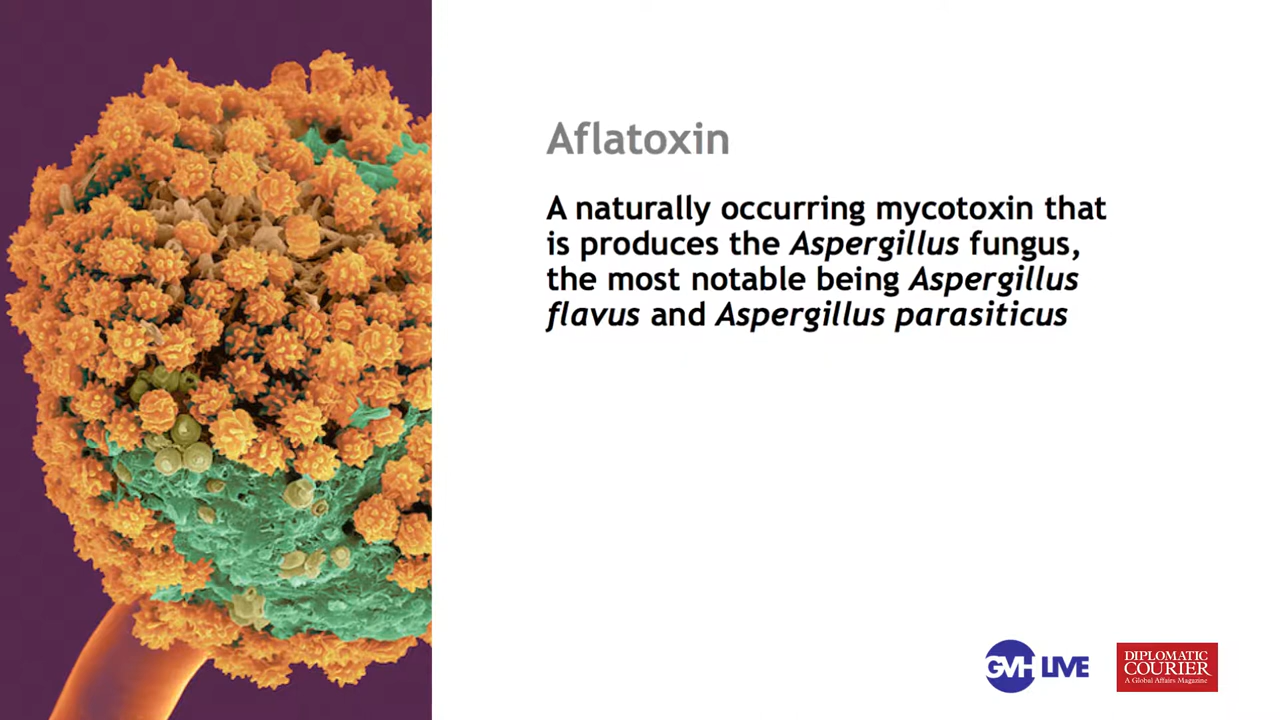 Aflatoxin
A naturally occurring mycotoxin that
is produces the Aspergillus fungus,
the most notable being Aspergillus
flavus and Aspergillus parasiticus
GVH LIVE
DIPLOMATIC
COURIER
A Global Affairs Magazine